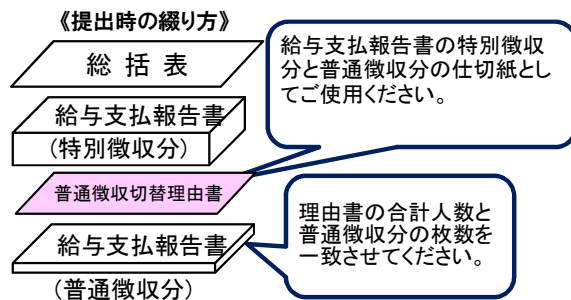 《提出時の綴り方》
総 括 表
給与支払報告書
(特別徴収分)
普通徴収切替理由書
給与支払報告書
(普通徴収分)
給与支払報告書の特別徴収
分と普通徴収分の仕切紙とし
てご使用ください。
理由書の合計人数と
普通徴収分の枚数を
一致させてください。